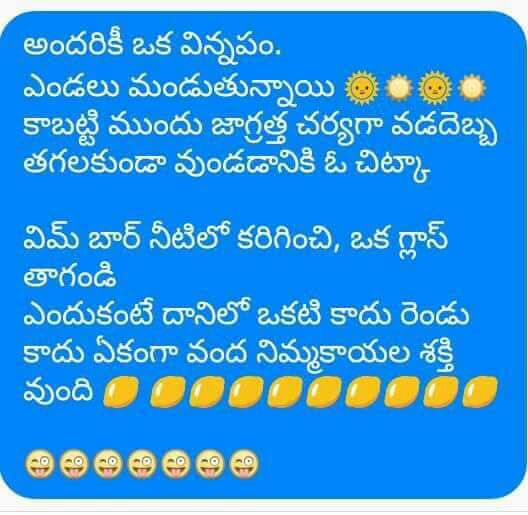 అందరికీ ఒక విన్నపం.
ఎండలు మండుతున్నాయి 🌞☀️🌞☀️
కాబట్టి ముందు జాగ్రత్త చర్యగా వడదెబ్బ
తగలకుండా వుండడానికి ఓ చిట్కా
విమ్ బార్ నీటిలో కరిగించి, ఒక గ్లాస్
తాగండి
ఎందుకంటే దానిలో ఒకటి కాదు రెండు
కాదు ఏకంగా వంద నిమ్మకాయల శక్తి
వుంది 🍋🍋🍋🍋🍋🍋🍋🍋🍋🍋
😜😜😜😜😜😜😜